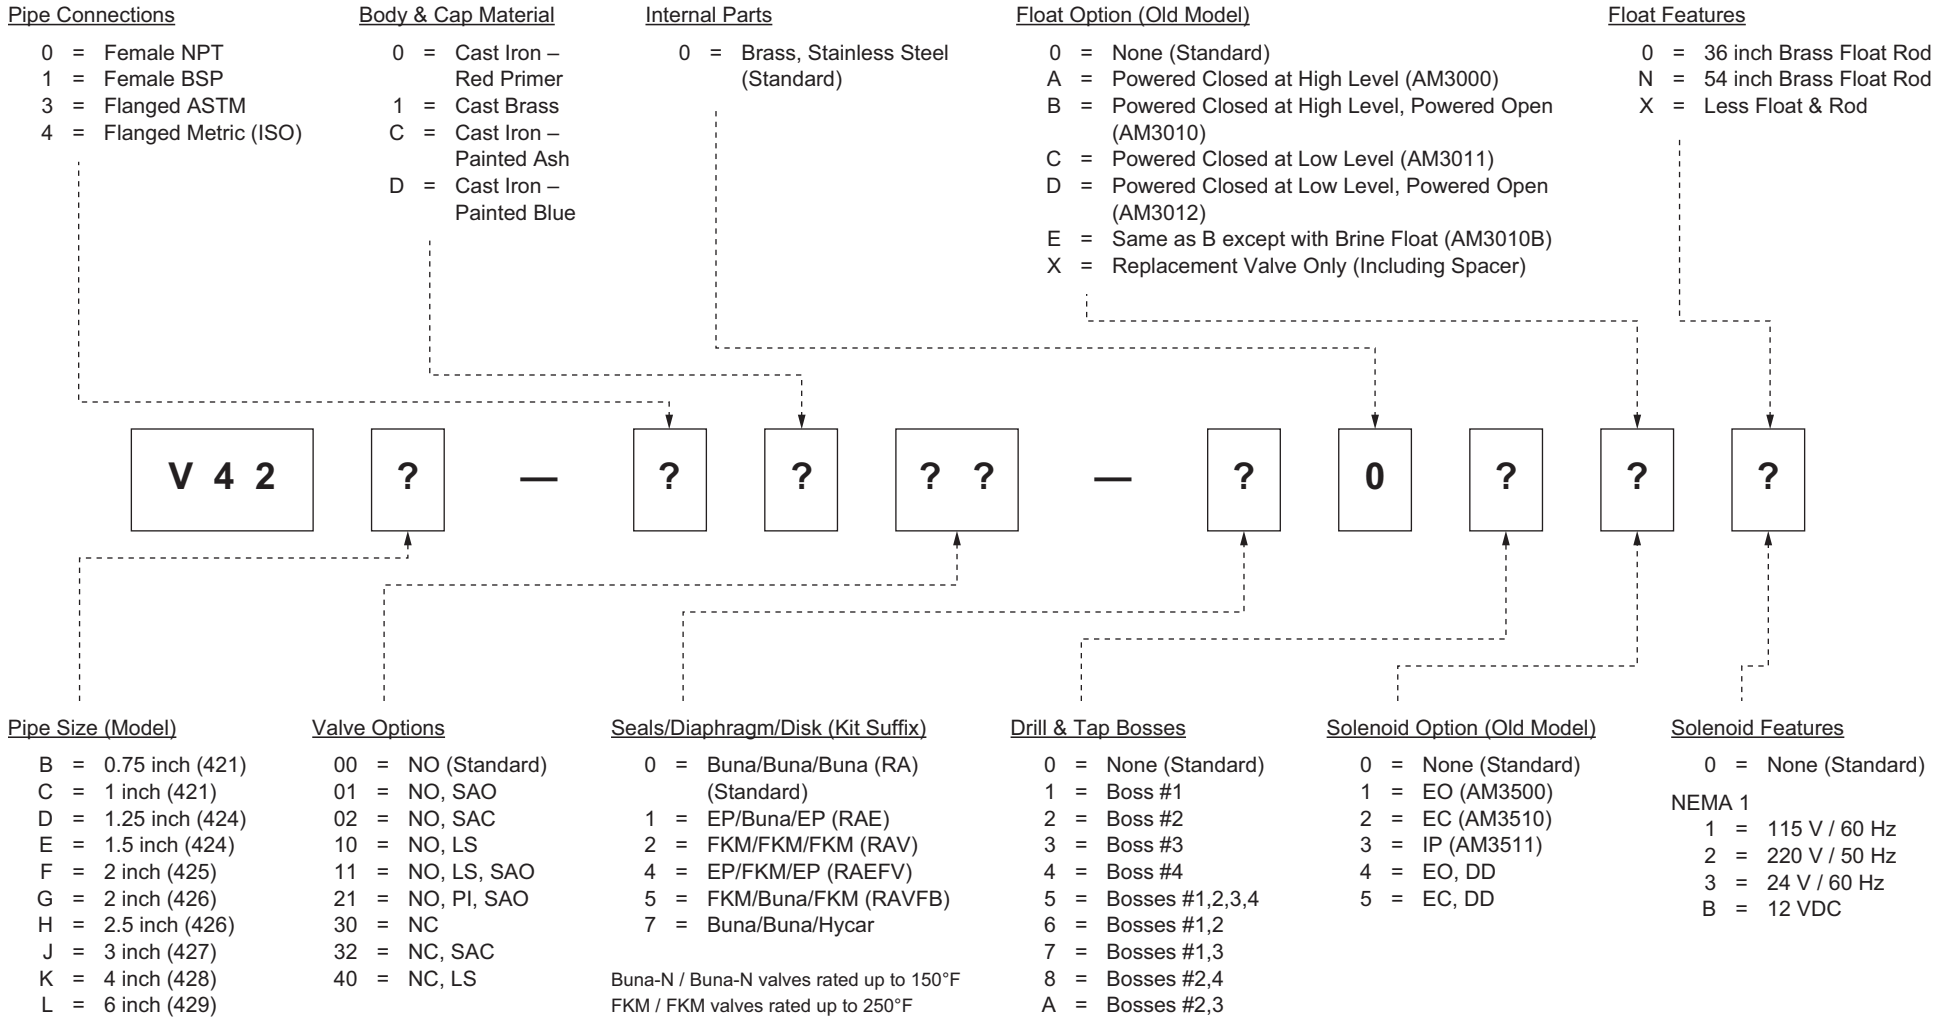 Pipe Connections
0 = Female NPT
1 = Female BSP
3 = Flanged ASTM
4 = Flanged Metric (ISO)
Body & Cap Material
0 = Cast Iron –
Red Primer
1 = Cast Brass
C = Cast Iron –
Painted Ash
D = Cast Iron –
Painted Blue
Internal Parts
0 = Brass, Stainless Steel
(Standard)
Float Option (Old Model)
0 = None (Standard)
A = Powered Closed at High Level (AM3000)
B = Powered Closed at High Level, Powered Open
(AM3010)
C = Powered Closed at Low Level (AM3011)
D = Powered Closed at Low Level, Powered Open
(AM3012)
E = Same as B except with Brine Float (AM3010B)
X = Replacement Valve Only (Including Spacer)
Float Features
0 = 36 inch Brass Float Rod
N = 54 inch Brass Float Rod
X = Less Float & Rod
V 4 2 ? — ? ? ? ? — ? 0 ? ? ?
Pipe Size (Model)
B = 0.75 inch (421)
C = 1 inch (421)
D = 1.25 inch (424)
E = 1.5 inch (424)
F = 2 inch (425)
G = 2 inch (426)
H = 2.5 inch (426)
J = 3 inch (427)
K = 4 inch (428)
L = 6 inch (429)
Valve Options
00 = NO (Standard)
01 = NO, SAO
02 = NO, SAC
10 = NO, LS
11 = NO, LS, SAO
21 = NO, PI, SAO
30 = NC
32 = NC, SAC
40 = NC, LS
Seals/Diaphragm/Disk (Kit Suffix)
0 = Buna/Buna/Buna (RA)
(Standard)
1 = EP/Buna/EP (RAE)
2 = FKM/FKM/FKM (RAV)
4 = EP/FKM/EP (RAEFV)
5 = FKM/Buna/FKM (RAVFB)
7 = Buna/Buna/Hycar
Buna-N / Buna-N valves rated up to 150°F
FKM / FKM valves rated up to 250°F
Drill & Tap Bosses
0 = None (Standard)
1 = Boss #1
2 = Boss #2
3 = Boss #3
4 = Boss #4
5 = Bosses #1,2,3,4
6 = Bosses #1,2
7 = Bosses #1,3
8 = Bosses #2,4
A = Bosses #2,3
Solenoid Option (Old Model)
0 = None (Standard)
1 = EO (AM3500)
2 = EC (AM3510)
3 = IP (AM3511)
4 = EO, DD
5 = EC, DD
Solenoid Features
0 = None (Standard)
NEMA 1
1 = 115 V / 60 Hz
2 = 220 V / 50 Hz
3 = 24 V / 60 Hz
B = 12 VDC